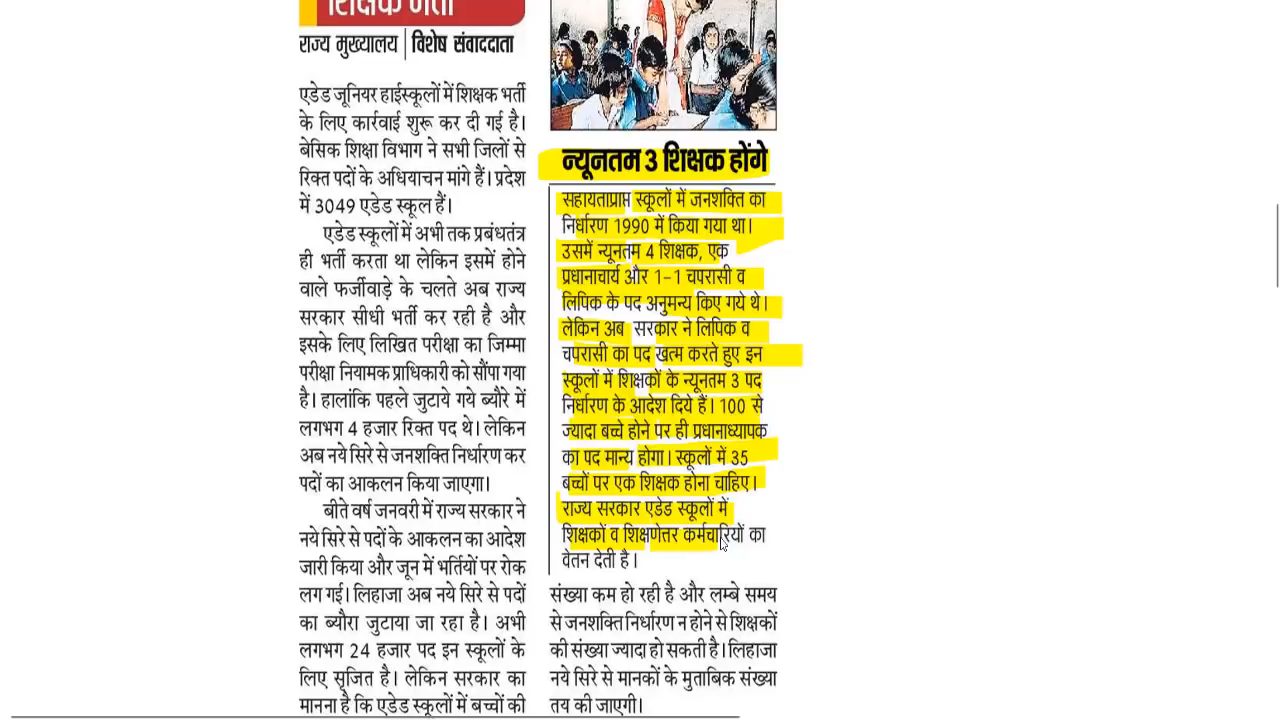 शिक्षक भर्ती
राज्य मुख्यालय | विशेष संवाददाता
एडेड जूनियर हाईस्कूलों में शिक्षक भर्ती
के लिए कार्रवाई शुरू कर दी गई है।
बेसिक शिक्षा विभाग ने सभी जिलों से
रिक्त पदों के अधियाचन मांगे हैं। प्रदेश
में 3049 एडेड स्कूल हैं।
एडेड स्कूलों में अभी तक प्रबंधतंत्र
ही भर्ती करता था लेकिन इसमें होने
वाले फर्जीवाड़े के चलते अब राज्य
सरकार सीधी भर्ती कर रही है और
इसके लिए लिखित परीक्षा का जिम्मा
परीक्षा नियामक प्राधिकारी को सौंपा गया
है। हालांकि पहले जुटाये गये ब्यौरे में
लगभग 4 हजार रिक्त पद थे। लेकिन
अब नये सिरे से जनशक्ति निर्धारण कर
पदों का आकलन किया जाएगा।
बीते वर्ष जनवरी में राज्य सरकार ने
नये सिरे से पदों के आकलन का आदेश
जारी किया और जून में भर्तियों पर रोक
लग गई। लिहाजा अब नये सिरे से पदों
का ब्यौरा जुटाया जा रहा है। अभी
लगभग 24 हजार पद इन स्कूलों के
लिए सृजित है। लेकिन सरकार का
मानना है कि एडेड स्कूलों में बच्चों की
न्यूनतम 3 शिक्षक होंगे
सहायताप्राप्त स्कूलों में जनशक्ति का
निर्धारण 1990 में किया गया था।
उसमें न्यूनतम 4 शिक्षक, एक
प्रधानाचार्य और 1-1 चपरासी व
लिपिक के पद अनुमन्य किए गये थे।
लेकिन अब सरकार ने लिपिक व
चपरासी का पद खत्म करते हुए इन
स्कूलों में शिक्षकों के न्यूनतम 3 पद
निर्धारण के आदेश दिये हैं। 100 से
ज्यादा बच्चे होने पर ही प्रधानाध्यापक
का पद मान्य होगा। स्कूलों में 35
बच्चों पर एक शिक्षक होना चाहिए।
राज्य सरकार एडेड स्कूलों में
शिक्षकों व शिक्षणेत्तर कर्मचारियों का
वेतन देती है।
संख्या कम हो रही है और लम्बे समय
से जनशक्ति निर्धारण न होने से शिक्षकों
की संख्या ज्यादा हो सकती है। लिहाजा
नये सिरे से मानकों के मुताबिक संख्या
तय की जाएगी।